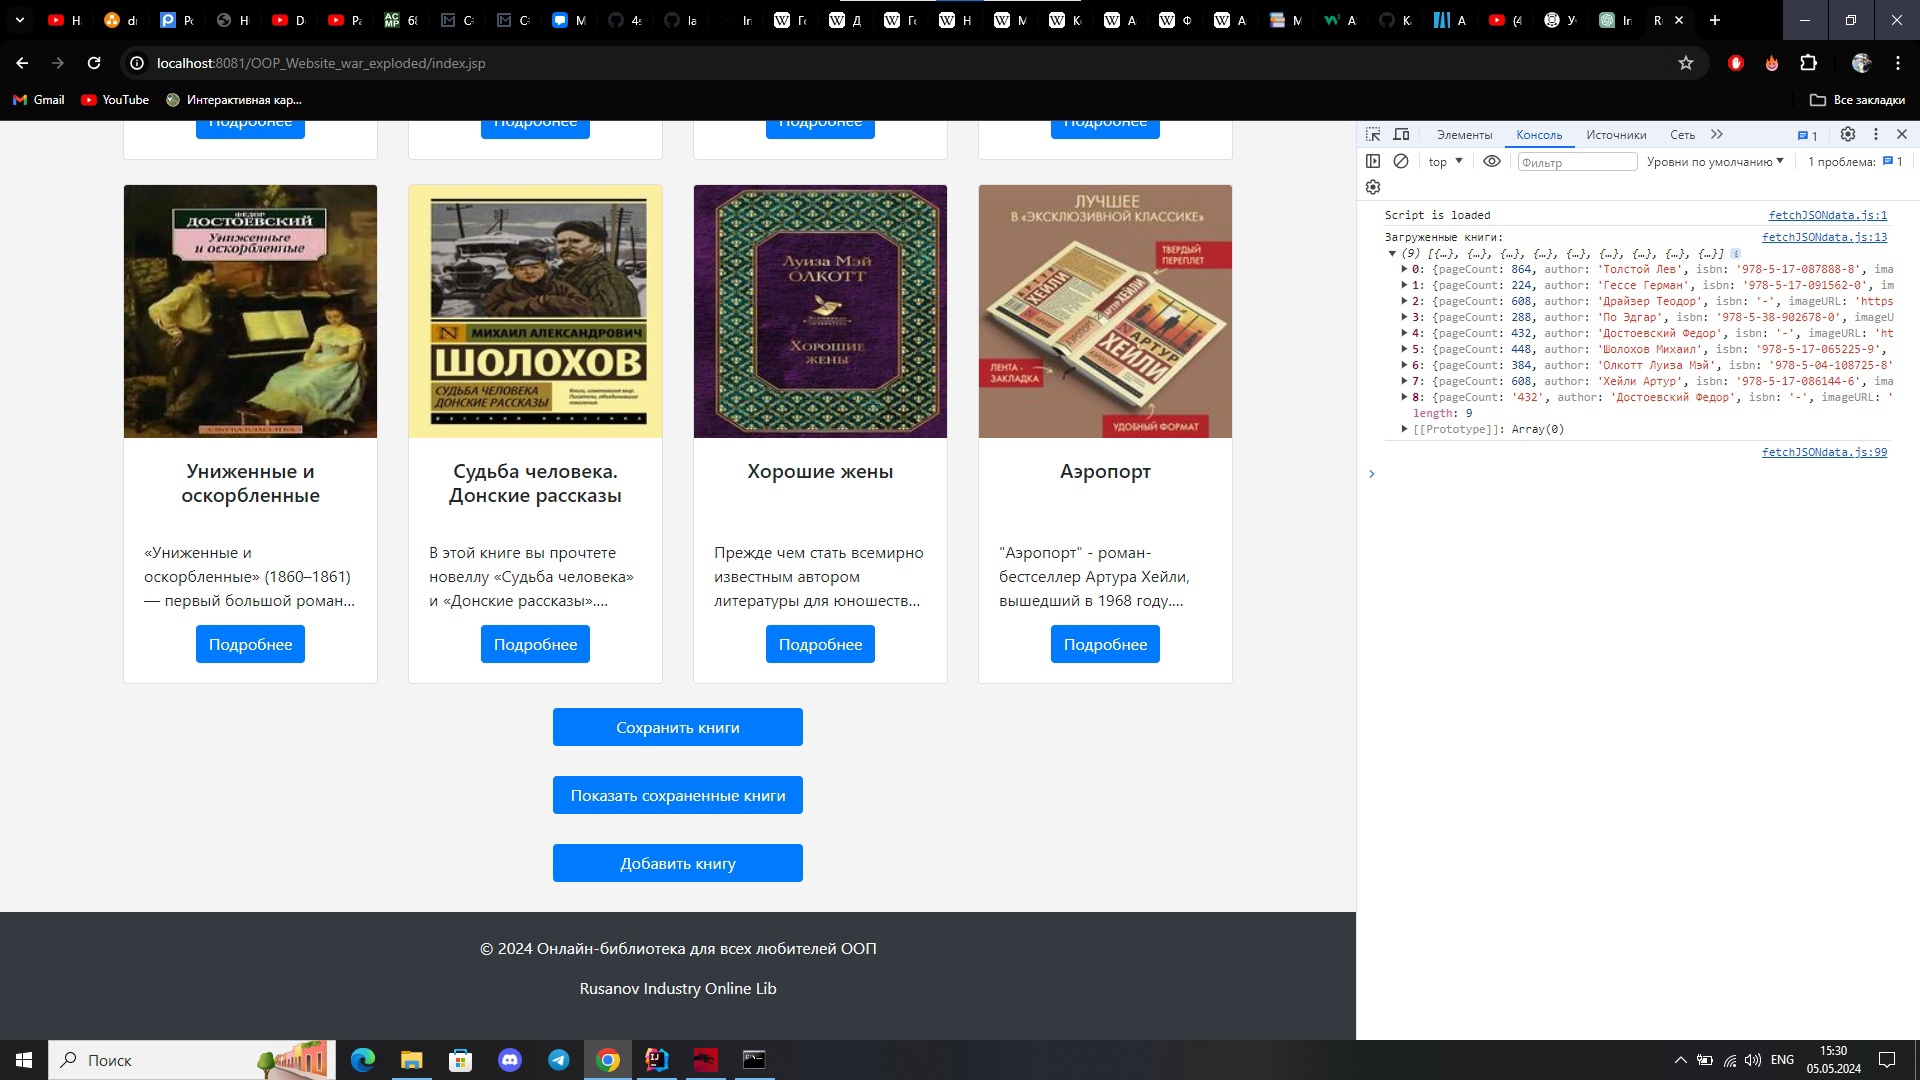 localhost:8081/OOP_Website_war_exploded/index.jsp
Gmail
YouTube
Интерактивная кар...
Все закладки
Подробнее
Подробнее
Подробнее
Подробнее
ФЕДОР
ДОСТОЕВСКИЙ
Униженные
и оскорбленные
МИХАИЛ АЛЕКСАНДРОВИЧ
ШОЛОХОВ
СУДЬБА ЧЕЛОВЕКА
ДОНСКИЕ РАССКАЗЫ
Луиза Мэй
ОЛКОТТ
ХОРОШИЕ
ЖЕНЫ
ЛУЧШЕЕ
В «ЭКСКЛЮЗИВНОЙ КЛАССИКЕ»
ТВЕРДЫЙ
ПЕРЕПЛЕТ
АРТУР
ХЕЙЛИ
ЛЕНТА -
ЗАКЛАДКА
УДОБНЫЙ ФОРМАТ
Униженные и
оскорбленные
«Униженные и
оскорбленные» (1860–1861)
— первый большой роман...
Подробнее
Судьба человека.
Донские рассказы
В этой книге вы прочтете
новеллу «Судьба человека»
и «Донские рассказы»....
Подробнее
Хорошие жены
Прежде чем стать всемирно
известным автором
литературы для юношеств...
Подробнее
Аэропорт
"Аэропорт" - роман-
бестселлер Артура Хейли,
вышедший в 1968 году....
Подробнее
Сохранить книги
Показать сохраненные книги
Добавить книгу
© 2024 Онлайн-библиотека для всех любителей ООП
Rusanov Industry Online Lib
Элементы Консоль Источники Сеть 1
top Фильтр Уровни по умолчанию 1 проблема: 1
Script is loaded fetchJSONdata.js:1
Загруженные книги: fetchJSONdata.js:13
(9) [{…}, {…}, {…}, {…}, {…}, {…}, {…}, {…}, {…}]
0: {pageCount: 864, author: 'Толстой Лев', isbn: '978-5-17-087888-8', ima
1: {pageCount: 224, author: 'Гессе Герман', isbn: '978-5-17-091562-0', im
2: {pageCount: 608, author: 'Драйзер Теодор', isbn: '-', imageURL: 'https
3: {pageCount: 288, author: 'По Эдгар', isbn: '978-5-38-902678-0', imageU
4: {pageCount: 432, author: 'Достоевский Федор', isbn: '-', imageURL: 'ht
5: {pageCount: 448, author: 'Шолохов Михаил', isbn: '978-5-17-065225-9',
6: {pageCount: 384, author: 'Олкотт Луиза Мэй', isbn: '978-5-04-108725-8'
7: {pageCount: 608, author: 'Хейли Артур', isbn: '978-5-17-086144-6', ima
8: {pageCount: '432', author: 'Достоевский Федор', isbn: '-', imageURL: '
length: 9
[[Prototype]]: Array(0)
fetchJSONdata.js:99
Поиск
ENG
15:30
05.05.2024